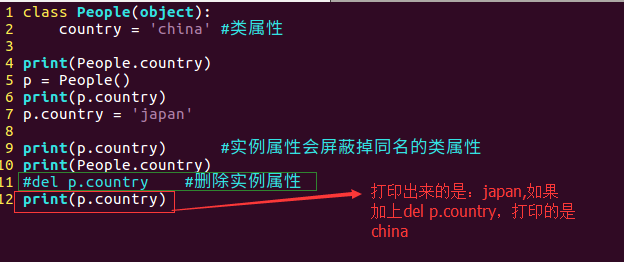 1 class People(object):
2     country = 'china' #类属性
3
4 print(People.country)
5 p = People()
6 print(p.country)
7 p.country = 'japan'
8
9 print(p.country)      #实例属性会屏蔽掉同名的类属性
10 print(People.country)
11 #del p.country    #删除实例属性
12 print(p.country)
打印出来的是：japan,如果
加上del p.country，打印的是
china